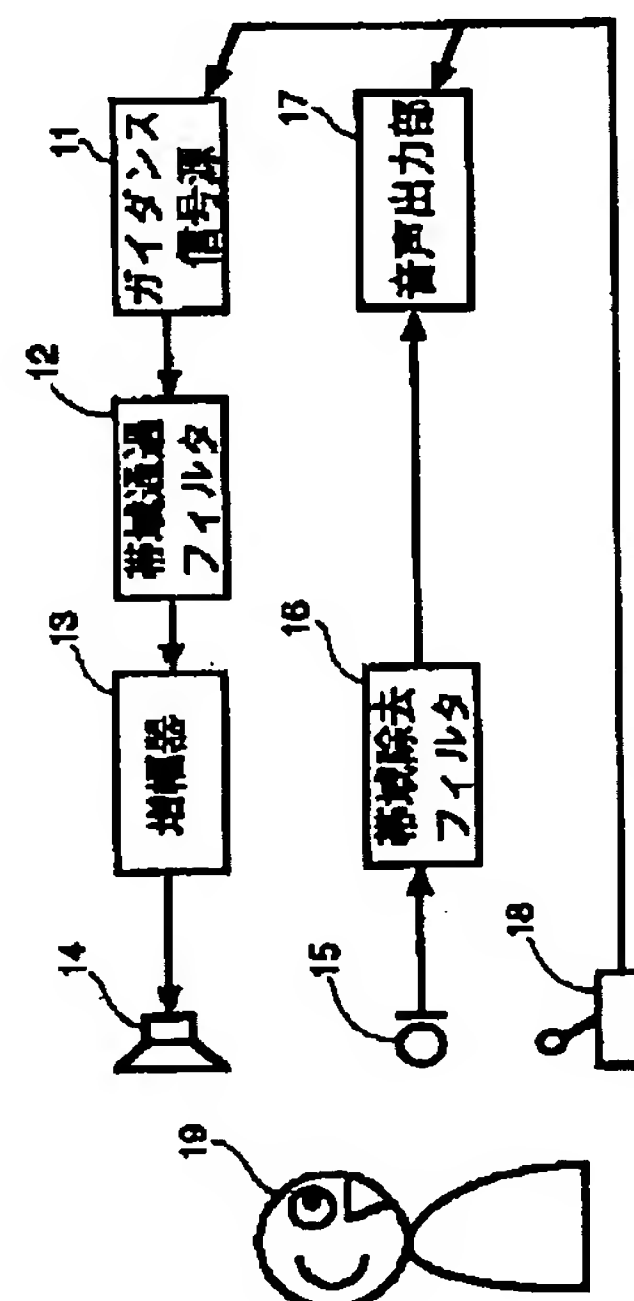 11
ガイダンス
信号源
12
帯域通過
フィルタ
13
増幅器
14
15
16
帯域除去
フィルタ
17
音声出力部
18
19